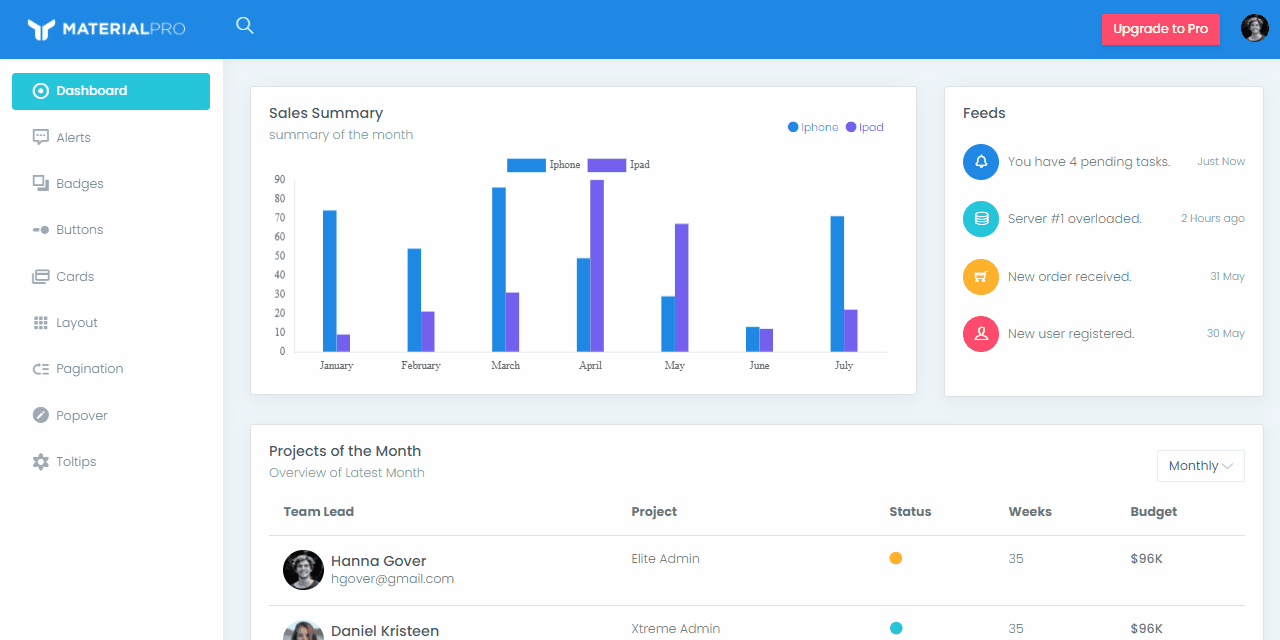 MATERIALPRO
Upgrade to Pro
Dashboard
Alerts
Badges
Buttons
Cards
Layout
Pagination
Popover
Toltips
Sales Summary
summary of the month
Iphone Ipad
Iphone Ipad
90
80
70
60
50
40
30
20
10
0
January February March April May June July
Feeds
You have 4 pending tasks. Just Now
Server #1 overloaded. 2 Hours ago
New order received. 31 May
New user registered. 30 May
Projects of the Month
Overview of Latest Month
Monthly
Team Lead Project Status Weeks Budget
Hanna Gover
hgover@gmail.com
Elite Admin 35 $96K
Daniel Kristeen
Xtreme Admin 35 $96K